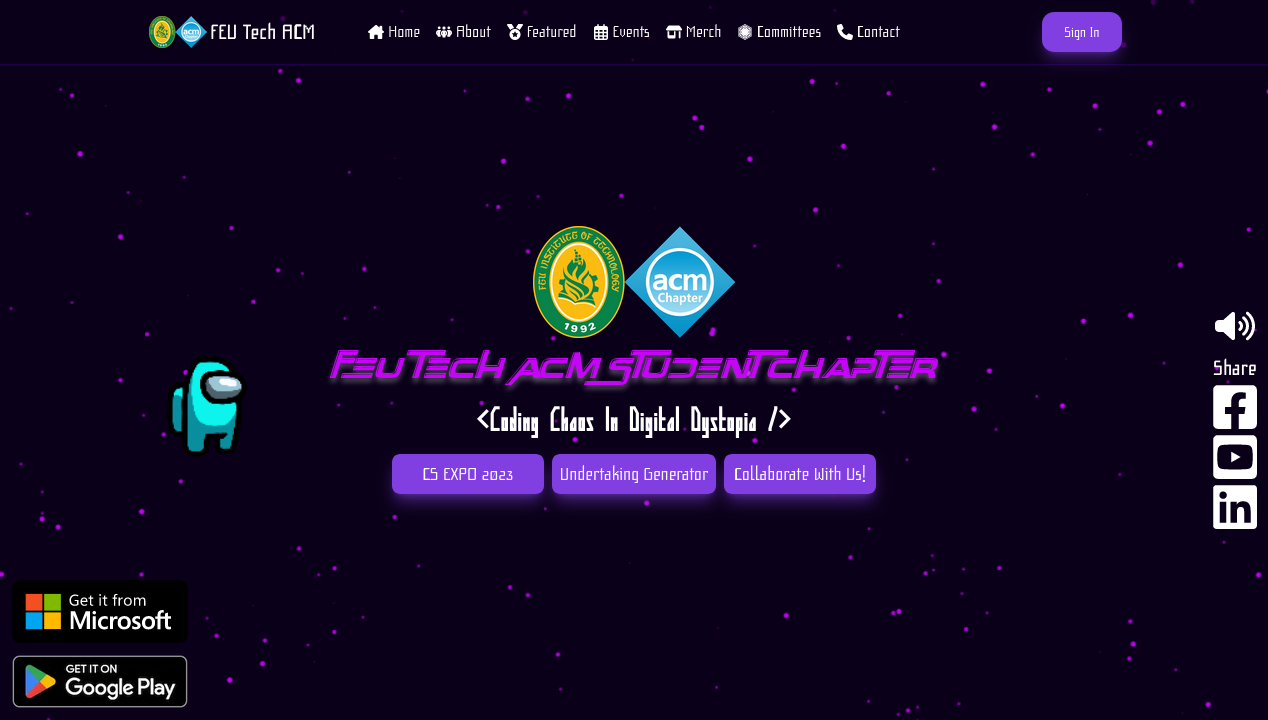 FEU Tech ACM
Home
About
Featured
Events
Merch
Committees
Contact
Sign In
FEU INSTITUTE OF TECHNOLOGY
1992
acm
Chapter
FEU TECH ACM STUDENT CHAPTER
<Coding Chaos In Digital Dystopia />
CS EXPO 2023
Undertaking Generator
Collaborate With Us!
Share
Get it from
Microsoft
GET IT ON
Google Play